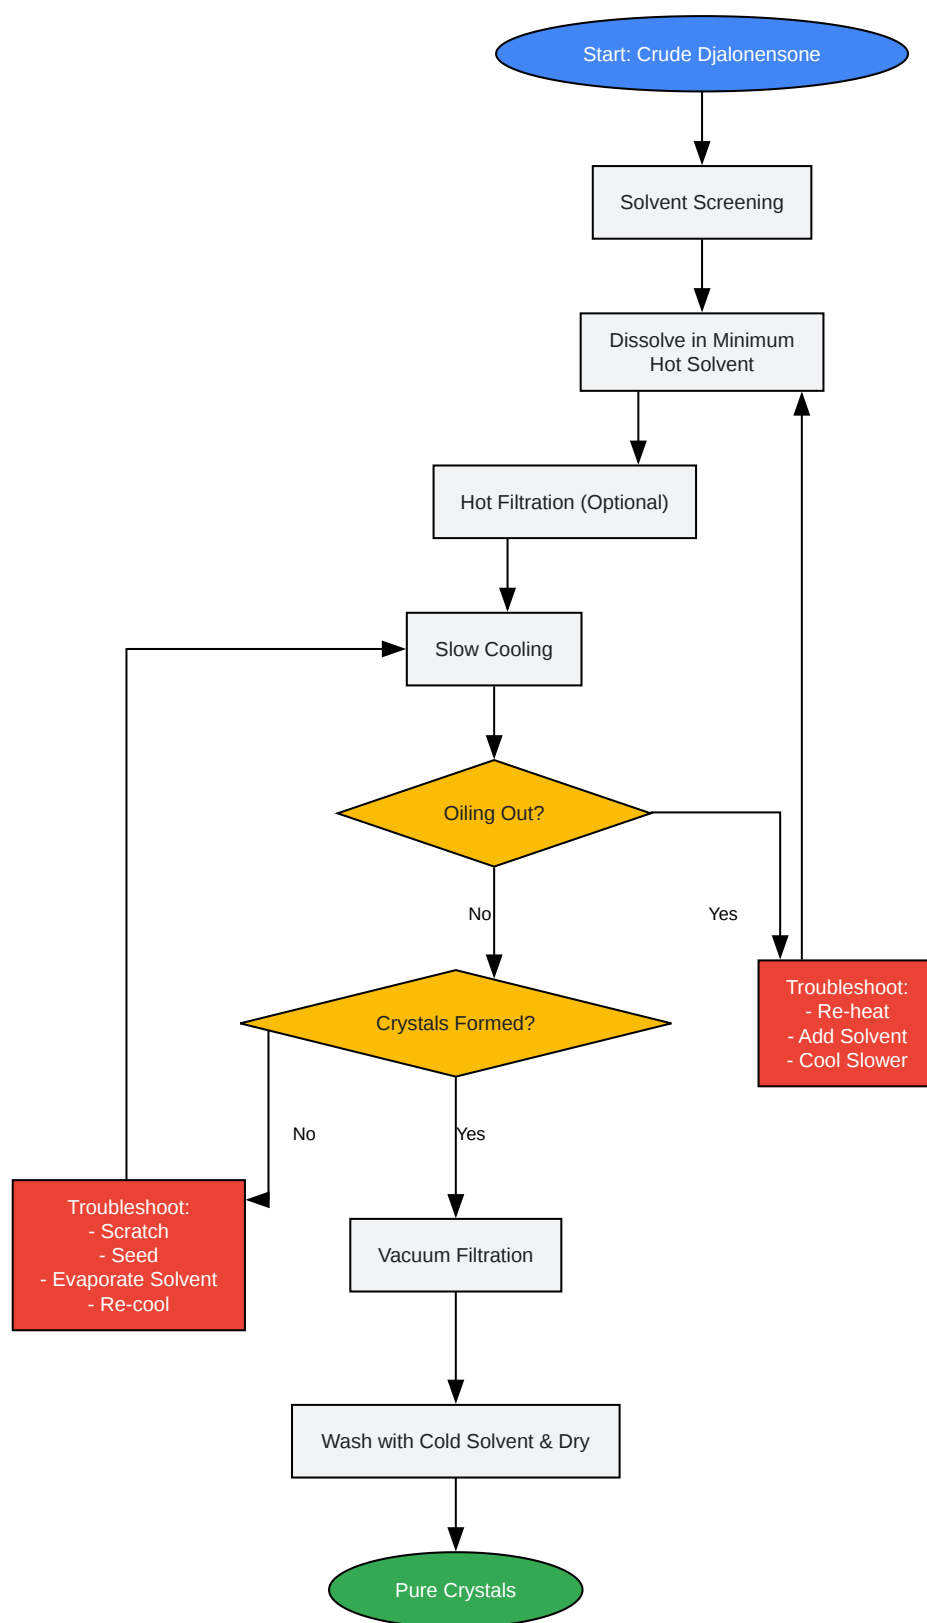 Start: Crude Djalonensone
Solvent Screening
Dissolve in Minimum
Hot Solvent
Hot Filtration (Optional)
Slow Cooling
Oiling Out?
No
Yes
Troubleshoot:
- Re-heat
- Add Solvent
- Cool Slower
Crystals Formed?
No
Yes
Troubleshoot:
- Scratch
- Seed
- Evaporate Solvent
- Re-cool
Vacuum Filtration
Wash with Cold Solvent & Dry
Pure Crystals